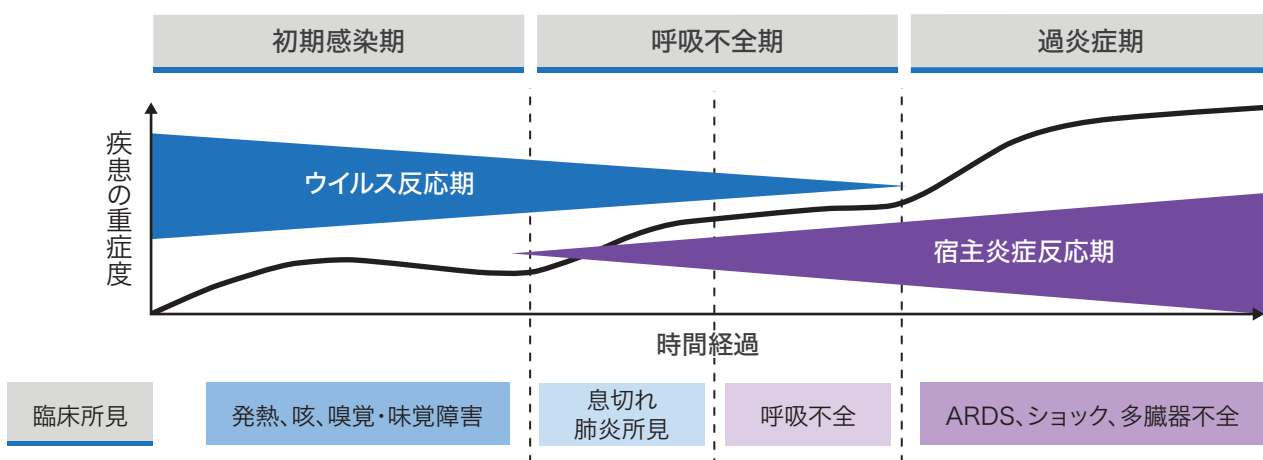 初期感染期
呼吸不全期
過炎症期
疾患の重症度
ウイルス反応期
宿主炎症反応期
時間経過
臨床所見
発熱、咳、嗅覚・味覚障害
息切れ
肺炎所見
呼吸不全
ARDS、ショック、多臓器不全